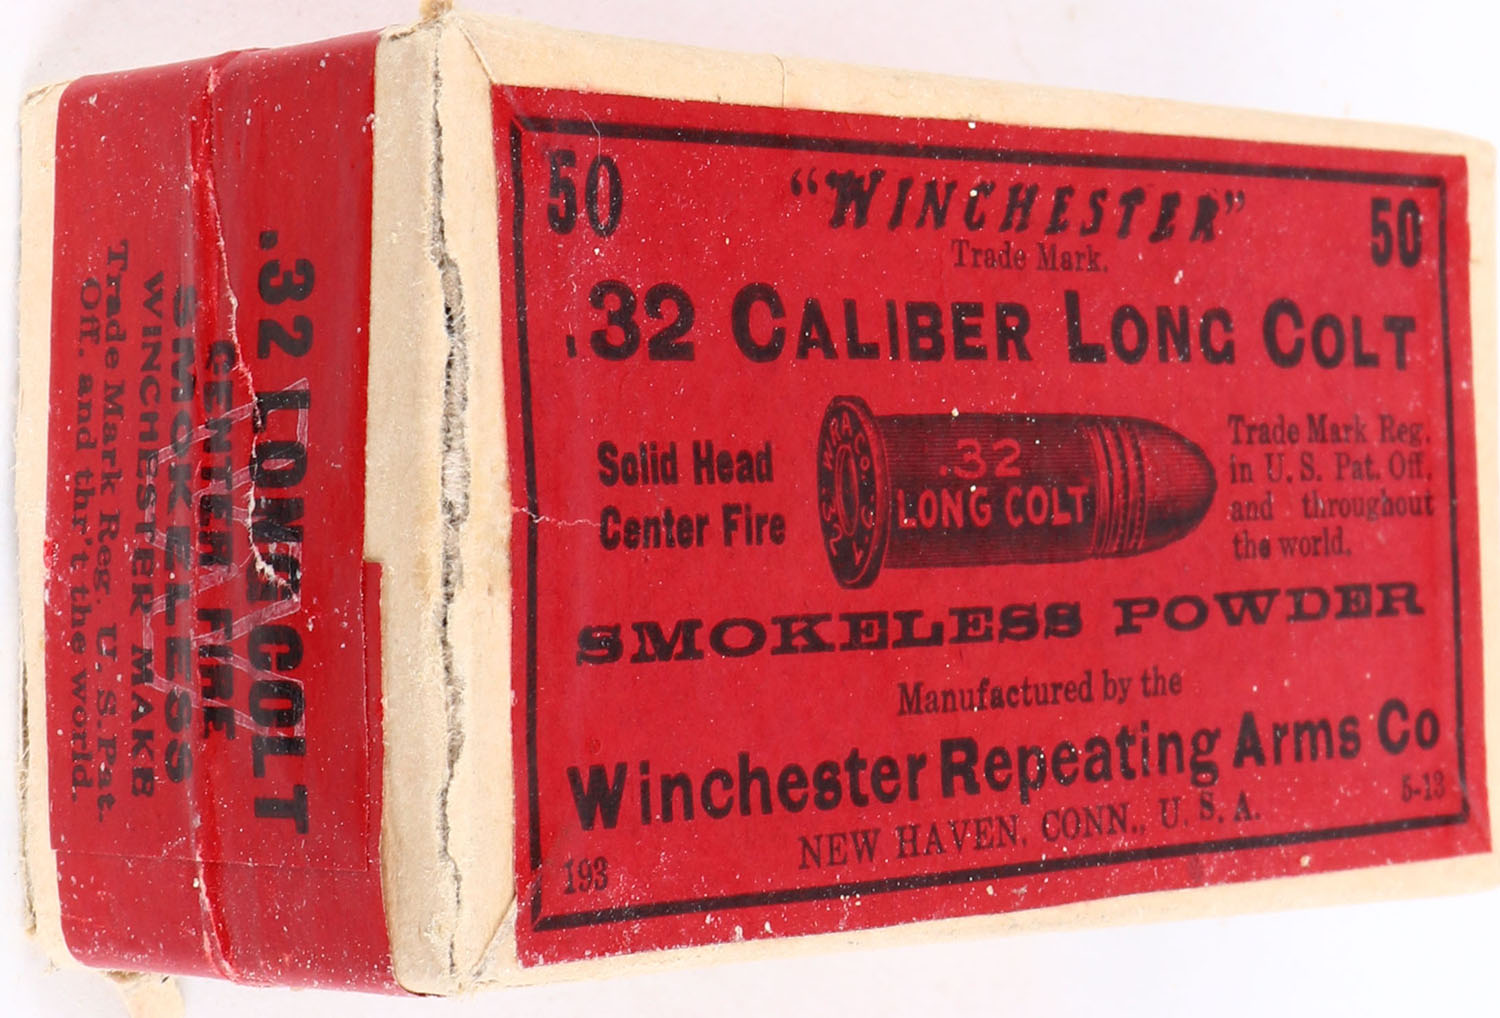 50 "WINCHESTER" 50
Trade Mark.
.32 CALIBER LONG COLT
Solid Head
Center Fire
W.R.A.CO.
.32 L.C.
.32
LONG COLT
Trade Mark Reg.
in U. S. Pat. Off.
and throughout
the world.
SMOKELESS POWDER
Manufactured by the
Winchester Repeating Arms Co
NEW HAVEN, CONN., U. S. A.
193
5-13
.32 LONG COLT
CENTER FIRE
SMOKELESS
WINCHESTER MAKE
Trade Mark Reg. U. S. Pat.
Off. and thr't the world.